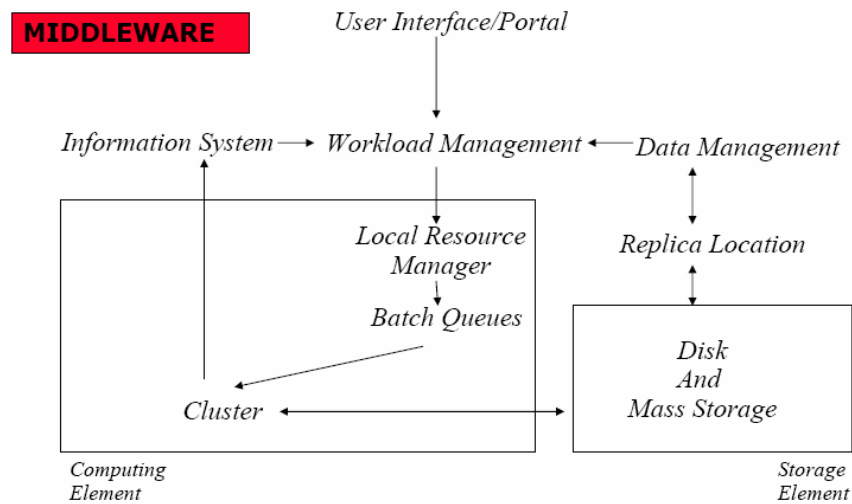 MIDDLEWARE
User Interface/Portal
Information System
Workload Management
Data Management
Local Resource
Manager
Replica Location
Batch Queues
Disk
And
Mass Storage
Cluster
Computing
Element
Storage
Element